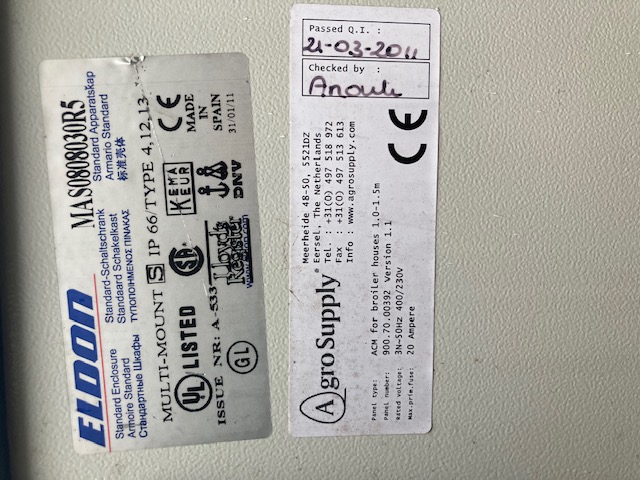 ELDON
MAS0808030R5
Standard Enclosure
Standard-Schaltschrank
Standard Apparatskap
Armoire Standard
Standaard Schakelkast
Armario Standard
Стандартные Шкафы
ΤΥΠΟΠΟΙΗΜΕΝΟΣ ΠΙΝΑΚΑΣ
标准壳体
MULTI-MOUNT S IP 66/TYPE 4,12,13
CE
UL LISTED
SA
KEMA
KEUR
MADE
IN
SPAIN
31/01/11
ISSUE NR: A-533
Lloyd's
Register
DNV
GL
Passed Q.I. :
21-03-2011
Checked by :
Anouk
AgroSupply®
Meerheide 48-50, 5521DZ
Eersel, The Netherlands
Tel. : +31(0) 497 518 972
Fax : +31(0) 497 513 613
Info : www.agrosupply.com
CE
Panel type: ACM for broiler houses 1.0-1.5m
Panel number: 900.70.00392 Version 1.1
Rated voltage: 3N~50Hz 400/230V
Max.prim.fuse: 20 Ampere